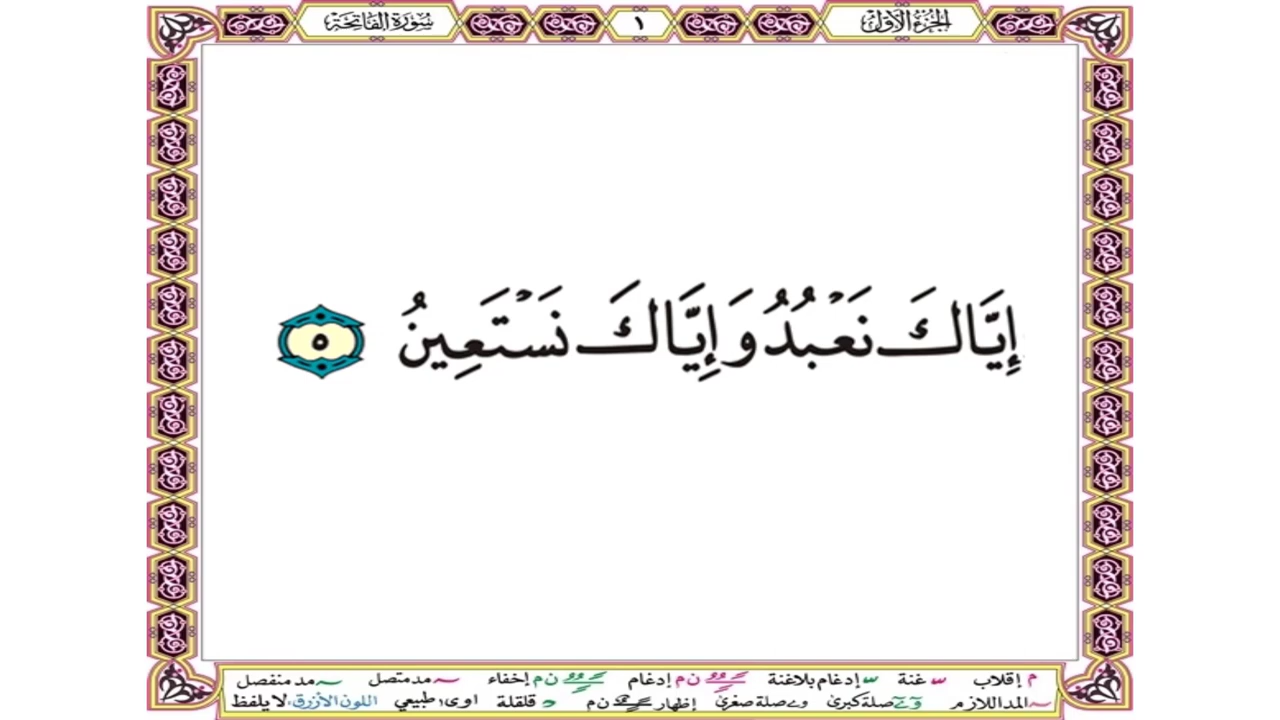 سورة الفاتحة ١ الجزء الأول
إِيَّاكَ نَعْبُدُ وَإِيَّاكَ نَسْتَعِينُ ٥
م إقلاب س غنة س إدغام بلاغنة ن م إدغام ن م إخفاء مد متصل مد منفصل
المد اللازم صلة كبرى و ے صلة صغرى إظهار ن م د قلقلة اوى طبيعي اللون الأزرق: لا يلفظ